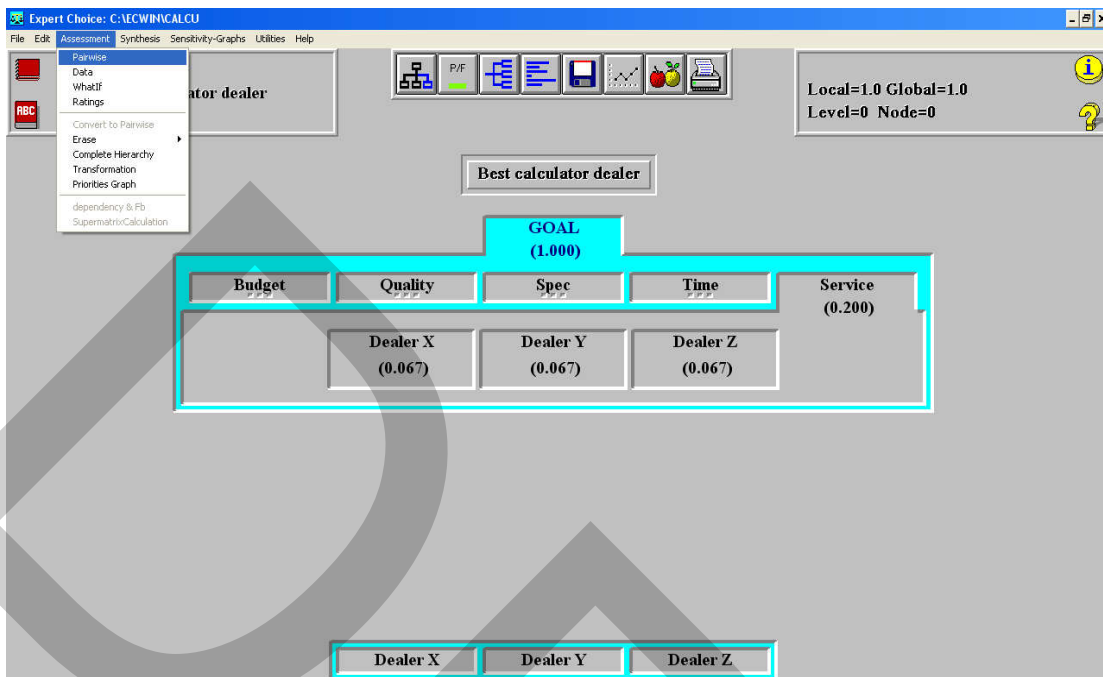 Expert Choice: C:\ECWIN\CALCU
File Edit Assessment Synthesis Sensitivity-Graphs Utilities Help
Pairwise
Data
WhatIf
Ratings
Convert to Pairwise
Erase
Complete Hierarchy
Transformation
Priorities Graph
dependency & Fb
SupermatrixCalculation
ABC
ator dealer
P/F
Local=1.0 Global=1.0
Level=0 Node=0
Best calculator dealer
GOAL
(1.000)
Budget Quality Spec Time Service
(0.200)
Dealer X Dealer Y Dealer Z
(0.067) (0.067) (0.067)
Dealer X Dealer Y Dealer Z